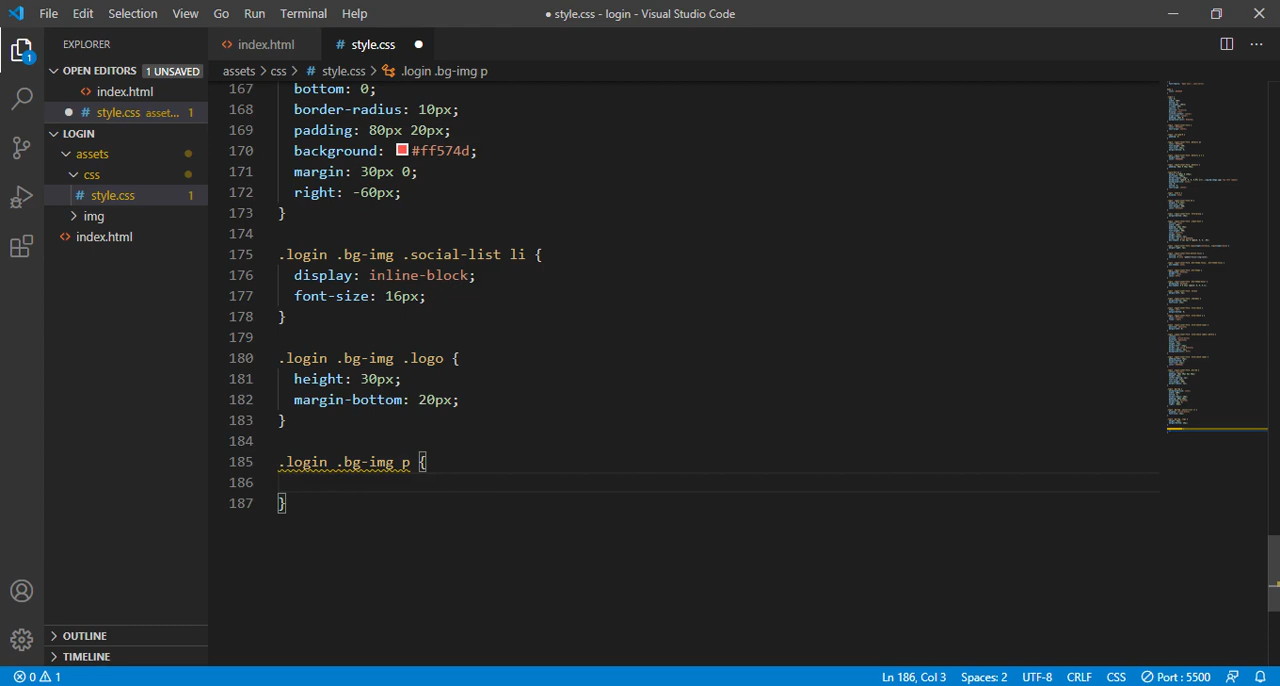 File Edit Selection View Go Run Terminal Help
● style.css - login - Visual Studio Code
EXPLORER
index.html
# style.css ●
OPEN EDITORS 1 UNSAVED
assets > css > # style.css > .login .bg-img p
index.html
● # style.css asset... 1
LOGIN
assets
css
# style.css 1
img
index.html
167 bottom: 0;
168 border-radius: 10px;
169 padding: 80px 20px;
170 background: #ff574d;
171 margin: 30px 0;
172 right: -60px;
173 }
174
175 .login .bg-img .social-list li {
176 display: inline-block;
177 font-size: 16px;
178 }
179
180 .login .bg-img .logo {
181 height: 30px;
182 margin-bottom: 20px;
183 }
184
185 .login .bg-img p {
186
187 }
1
OUTLINE
TIMELINE
0 1
Ln 186, Col 3 Spaces: 2 UTF-8 CRLF CSS Port : 5500